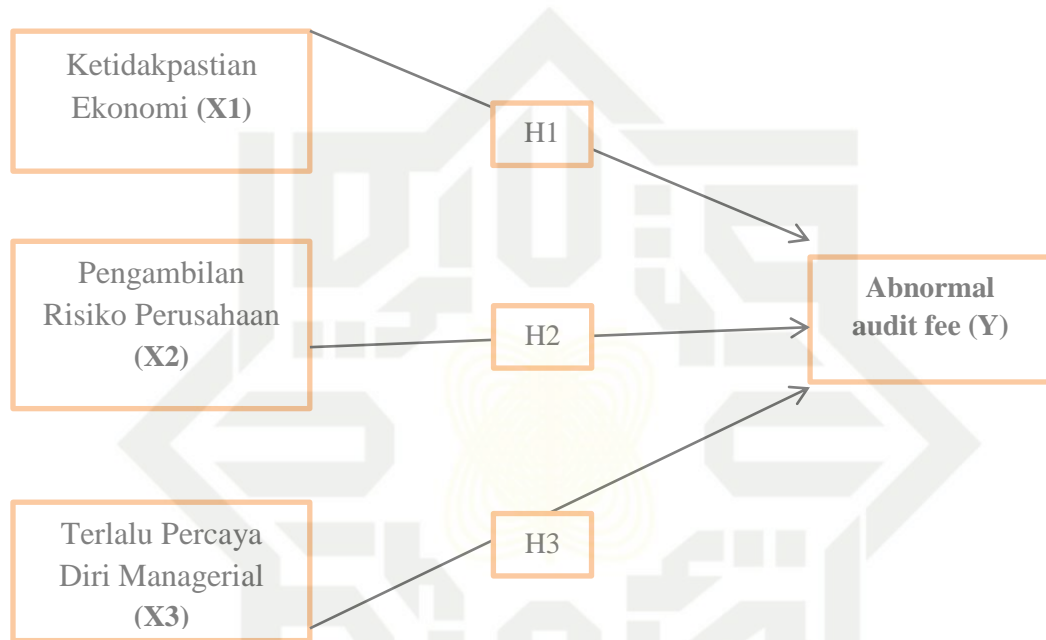 Ketidakpastian
Ekonomi (X1)
H1
Pengambilan
Risiko Perusahaan
(X2)
H2
Abnormal
audit fee (Y)
Terlalu Percaya
Diri Managerial
(X3)
H3